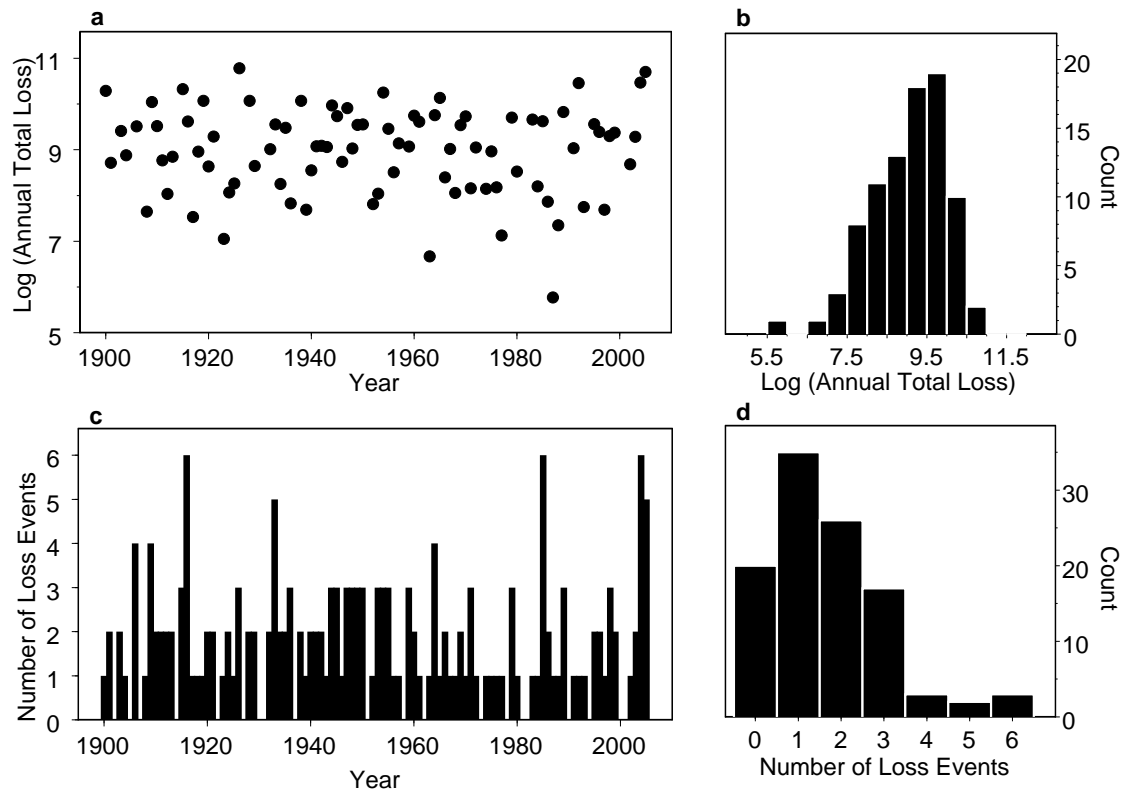 a
Log (Annual Total Loss)
11
9
7
5
1900 1920 1940 1960 1980 2000
Year
b
20
15
10
5
0
Count
5.5 7.5 9.5 11.5
Log (Annual Total Loss)
c
Number of Loss Events
6
5
4
3
2
1
0
1900 1920 1940 1960 1980 2000
Year
d
30
20
10
0
Count
0 1 2 3 4 5 6
Number of Loss Events